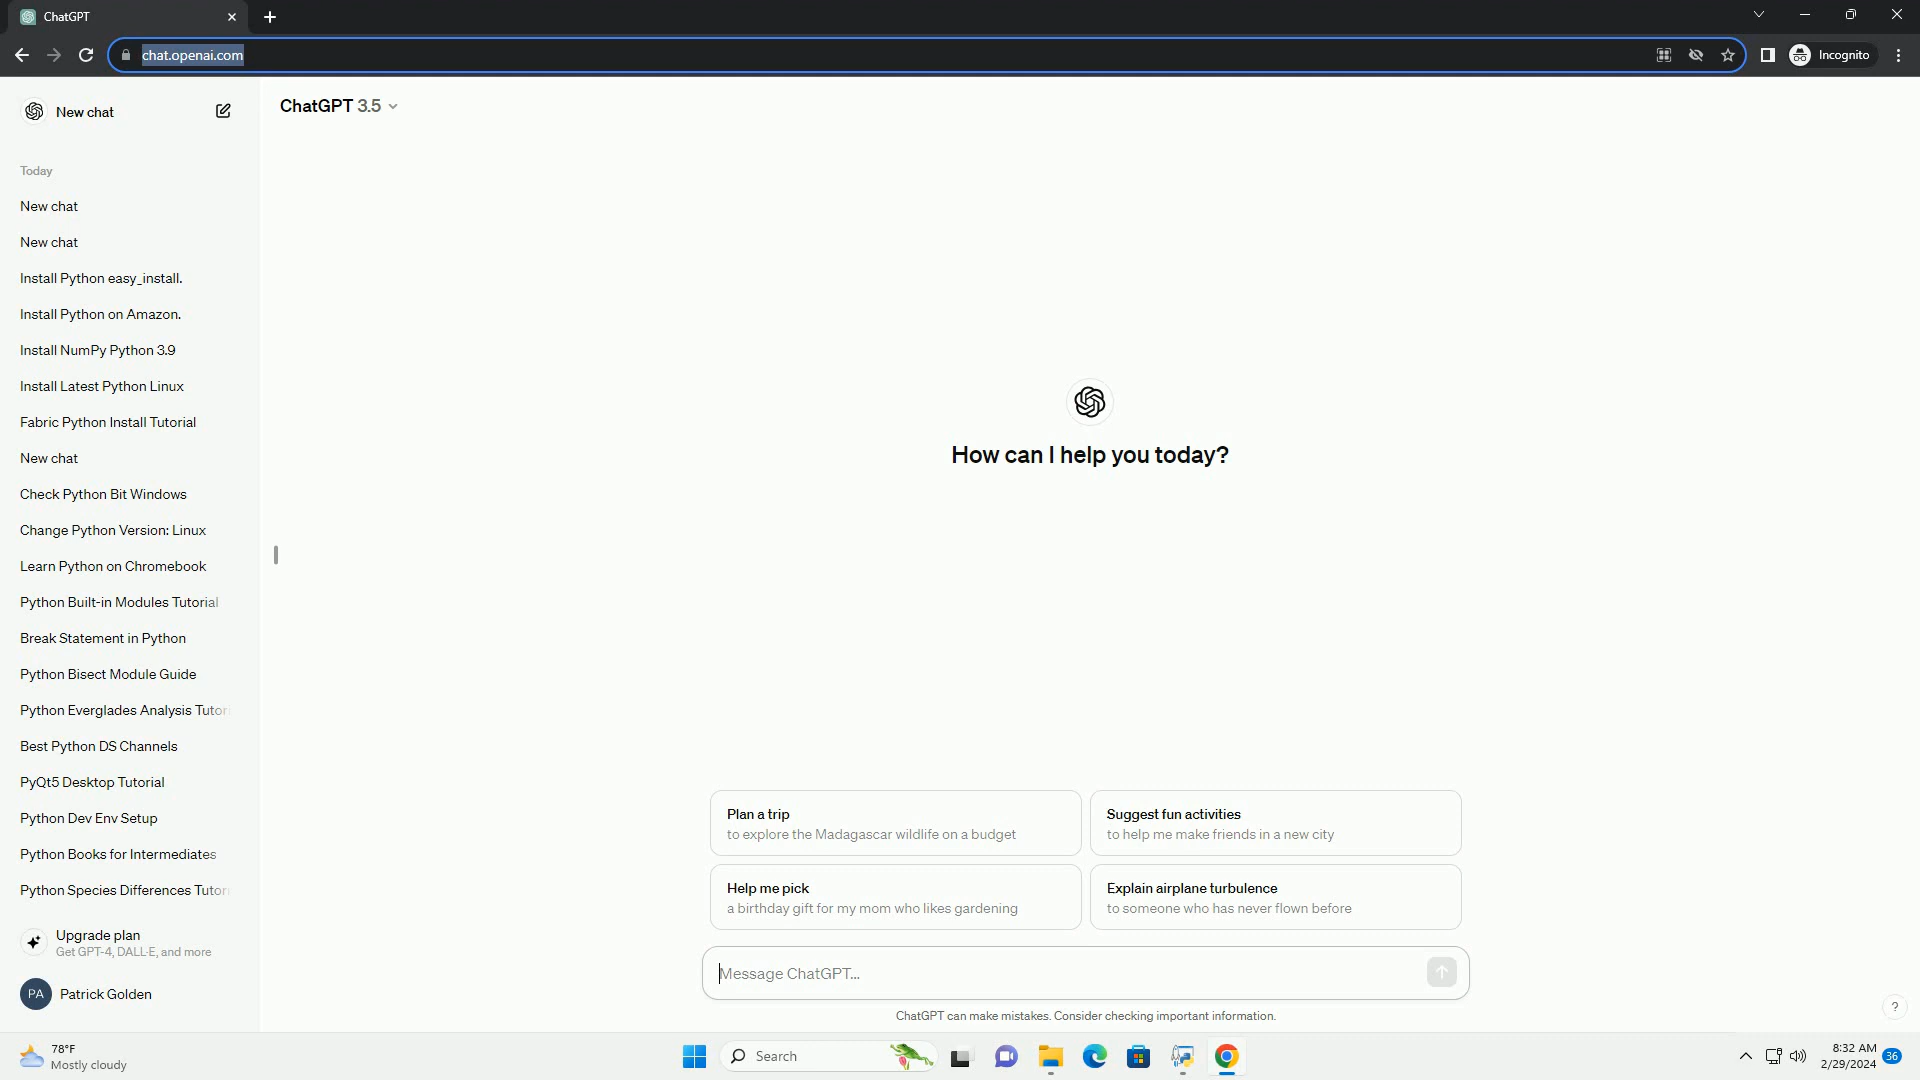 ChatGPT
chat.openai.com
Incognito
New chat
ChatGPT 3.5
Today
New chat
New chat
Install Python easy_install.
Install Python on Amazon.
Install NumPy Python 3.9
Install Latest Python Linux
Fabric Python Install Tutorial
New chat
Check Python Bit Windows
Change Python Version: Linux
Learn Python on Chromebook
Python Built-in Modules Tutorial
Break Statement in Python
Python Bisect Module Guide
Python Everglades Analysis Tutor
Best Python DS Channels
PyQt5 Desktop Tutorial
Python Dev Env Setup
Python Books for Intermediates
Python Species Differences Tutor
Upgrade plan
Get GPT-4, DALL·E, and more
PA Patrick Golden
How can I help you today?
Plan a trip
to explore the Madagascar wildlife on a budget
Suggest fun activities
to help me make friends in a new city
Help me pick
a birthday gift for my mom who likes gardening
Explain airplane turbulence
to someone who has never flown before
Message ChatGPT...
ChatGPT can make mistakes. Consider checking important information.
?
78°F
Mostly cloudy
Search
8:32 AM
2/29/2024
36